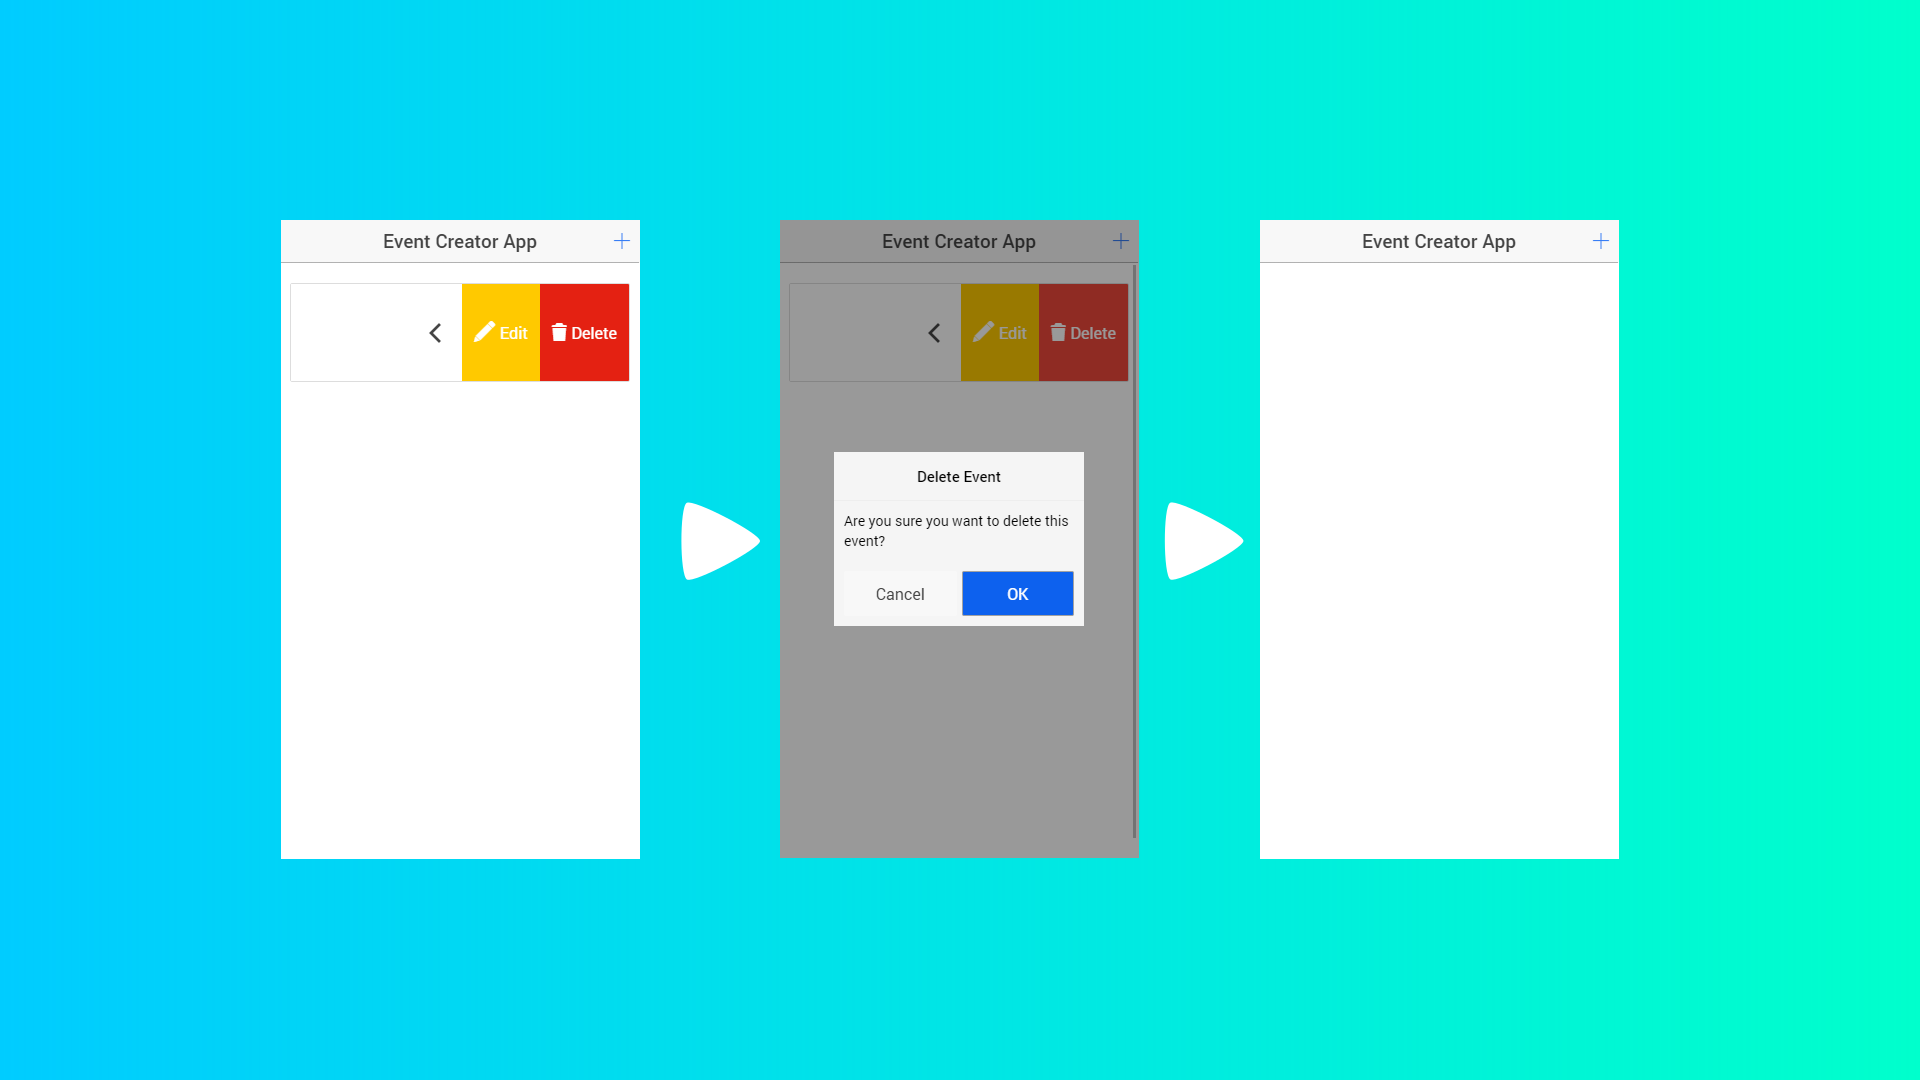 Event Creator App
Edit Delete
Event Creator App
Edit Delete
Delete Event
Are you sure you want to delete this
event?
Cancel OK
Event Creator App